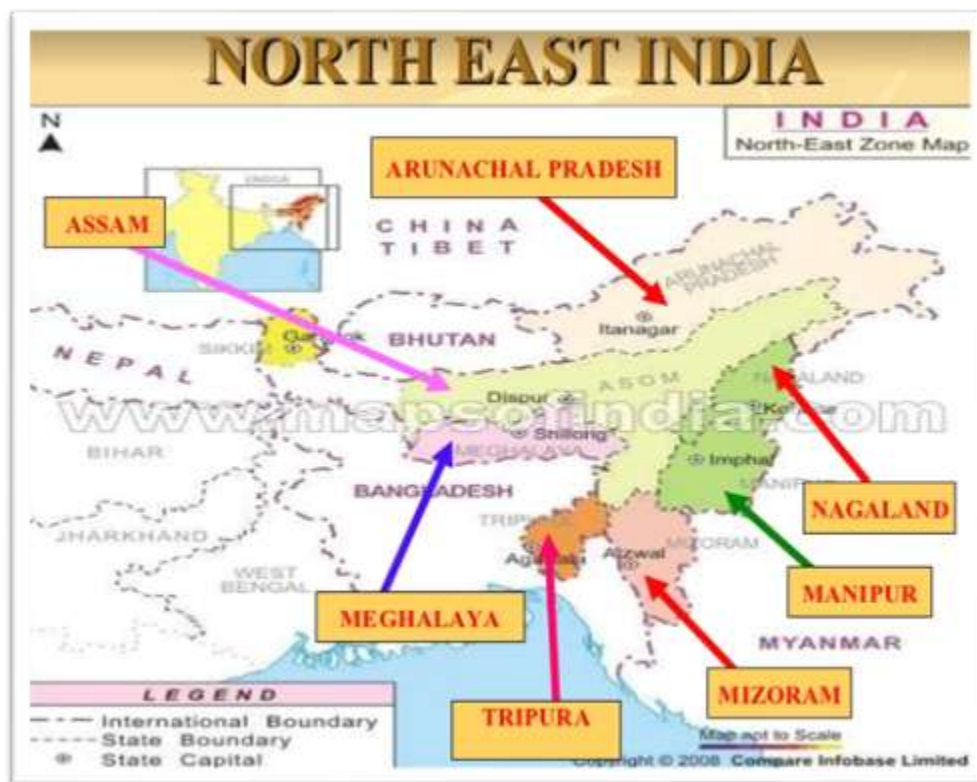 NORTH EAST INDIA
N
INDIA
North-East Zone Map
ARUNACHAL PRADESH
INDIA
ASSAM
CHINA
TIBET
ARUNACHAL
PRADESH
Itanagar
BHUTAN
SIKKIM
NEPAL
ASOM
NAGALAND
Dispur
www.mapsofindia.com
Shillong
MEGHALAYA
Imphal
BIHAR
BANGLADESH
MANIPUR
NAGALAND
TRIPURA
JHARKHAND
MIZORAM
Aizwal
WEST
BENGAL
MANIPUR
MEGHALAYA
MYANMAR
MIZORAM
TRIPURA
LEGEND
International Boundary
State Boundary
State Capital
Map not to Scale
Copyright © 2008 Compare Infobase Limited